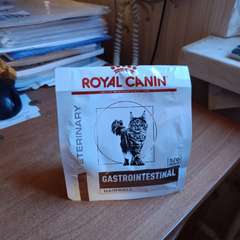 ROYAL CANIN
VETERINARY
GASTROINTESTINAL
HAIRBALL